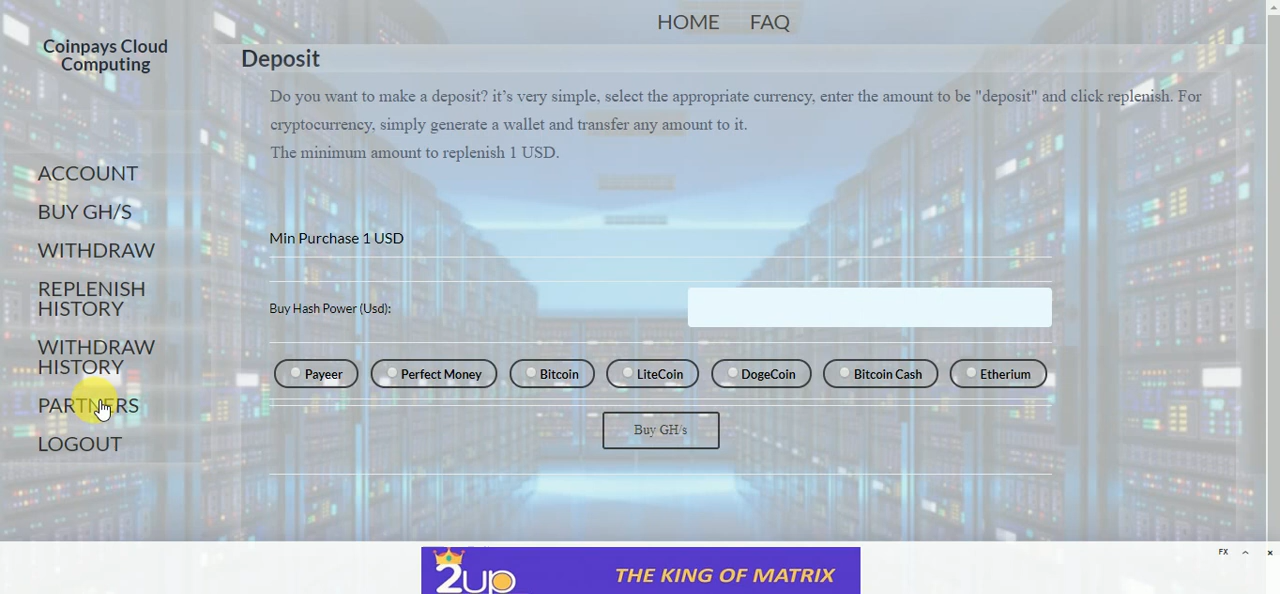 HOME FAQ
Coinpays Cloud
Computing
Deposit
Do you want to make a deposit? it’s very simple, select the appropriate currency, enter the amount to be "deposit" and click replenish. For
cryptocurrency, simply generate a wallet and transfer any amount to it.
The minimum amount to replenish 1 USD.
ACCOUNT
BUY GH/S
WITHDRAW
REPLENISH
HISTORY
WITHDRAW
HISTORY
PARTNERS
LOGOUT
Min Purchase 1 USD
Buy Hash Power (Usd):
Payeer Perfect Money Bitcoin LiteCoin DogeCoin Bitcoin Cash Etherium
Buy GH/s
FX
2up THE KING OF MATRIX